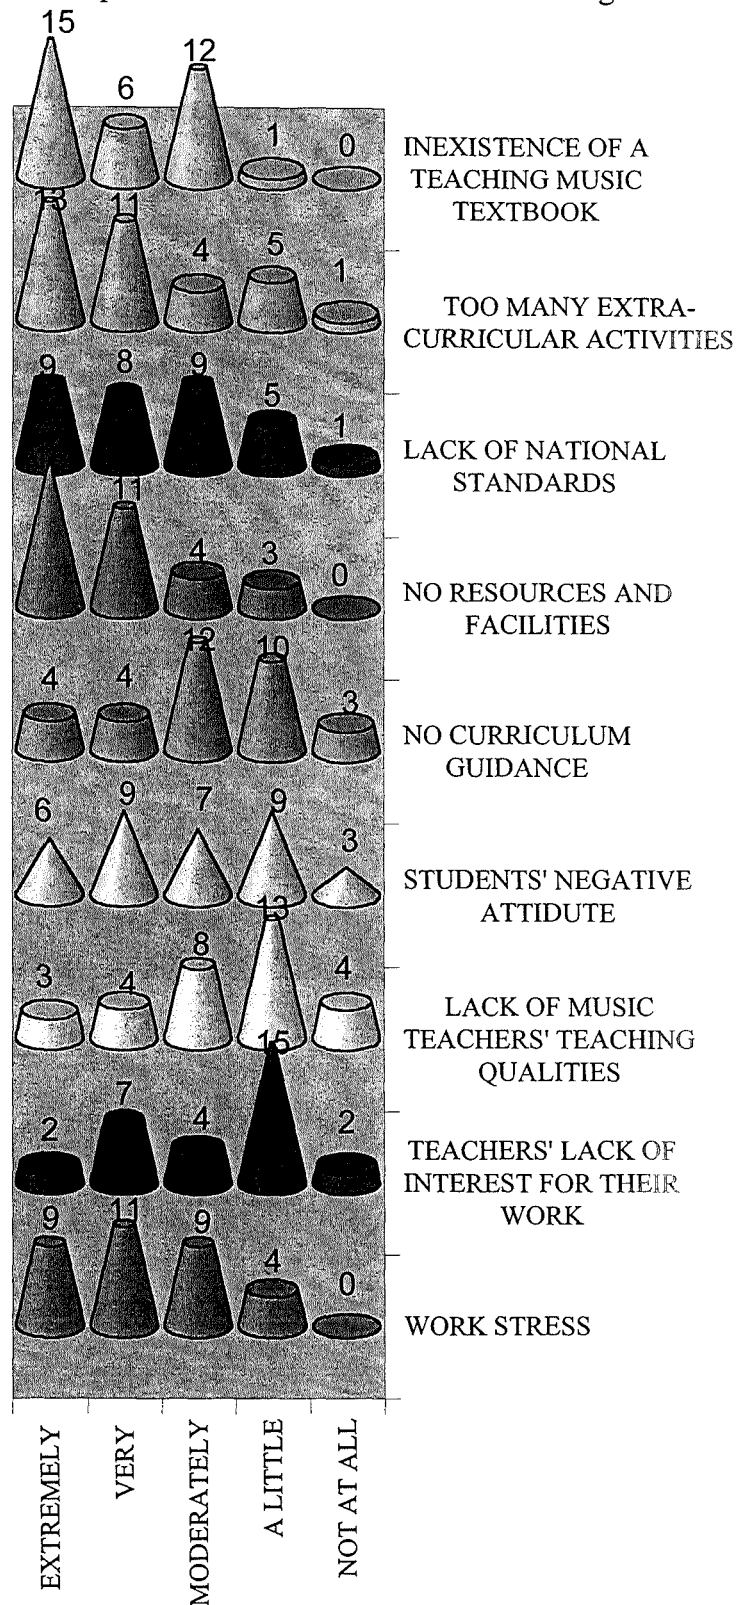 15 6 12 1 0
INEXISTENCE OF A
TEACHING MUSIC
TEXTBOOK
13 11 4 5 1
TOO MANY EXTRA-
CURRICULAR ACTIVITIES
9 8 9 5 1
LACK OF NATIONAL
STANDARDS
11 4 3 0
NO RESOURCES AND
FACILITIES
4 4 12 10 3
NO CURRICULUM
GUIDANCE
6 9 7 9 3
STUDENTS' NEGATIVE
ATTIDUTE
3 4 8 13 4
LACK OF MUSIC
TEACHERS' TEACHING
QUALITIES
2 7 4 15 2
TEACHERS' LACK OF
INTEREST FOR THEIR
WORK
9 11 9 4 0
WORK STRESS
EXTREMELY
VERY
MODERATELY
A LITTLE
NOT AT ALL